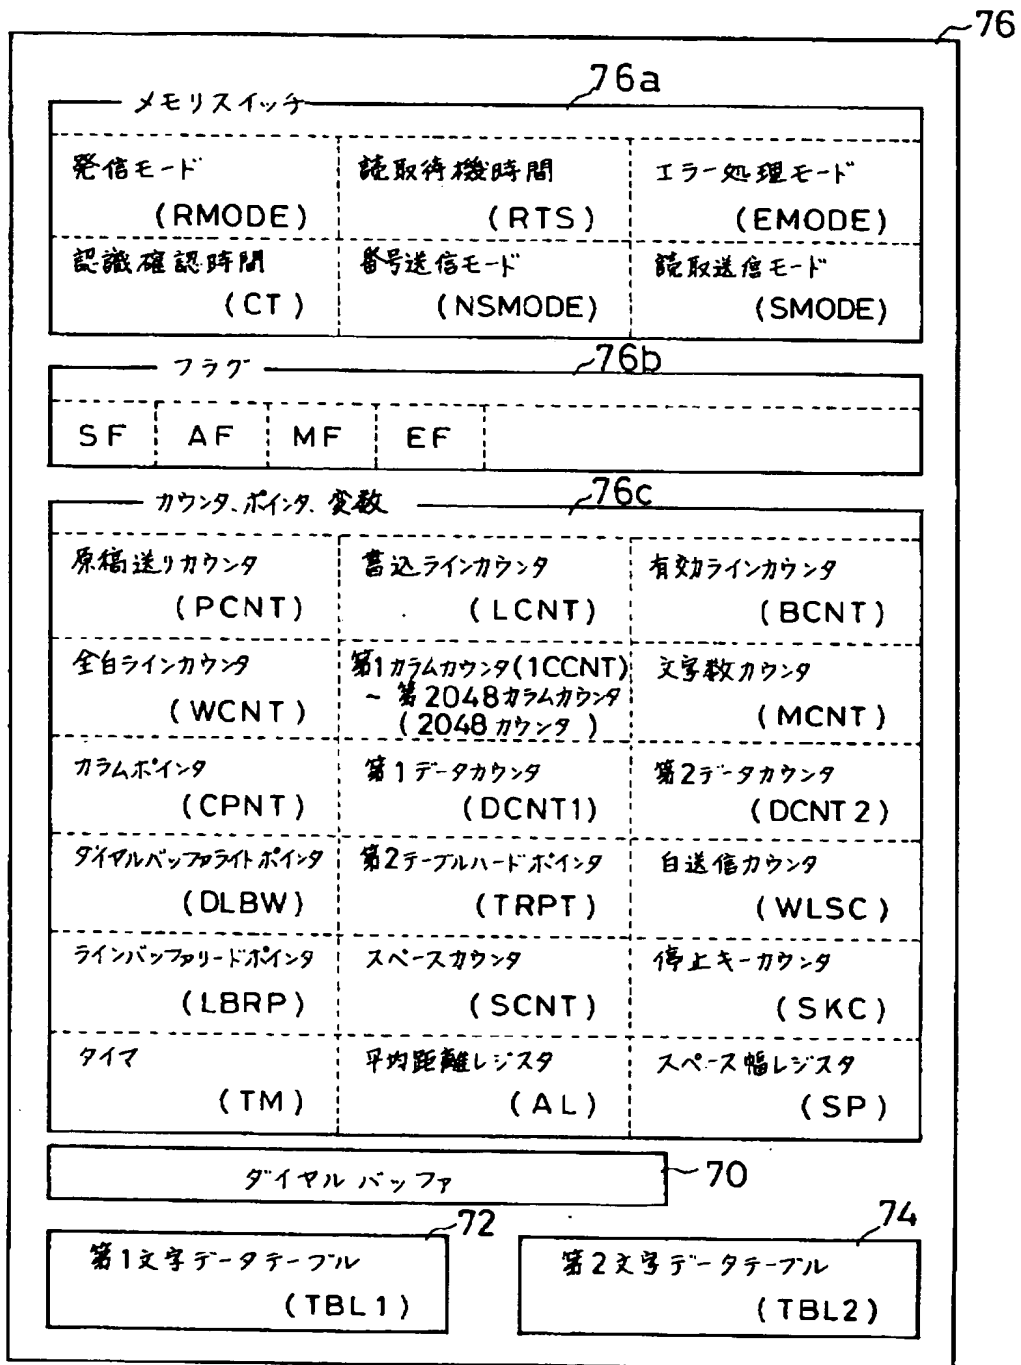 76
76a
メモリスイッチ
発信モード 読取待機時間 エラー処理モード
(RMODE) (RTS) (EMODE)
認識確認時間 番号送信モード 読取送信モード
(CT) (NSMODE) (SMODE)
フラグ 76b
SF AF MF EF
カウンタ、ポインタ、変数 76c
原稿送りカウンタ 書込ラインカウンタ 有効ラインカウンタ
(PCNT) (LCNT) (BCNT)
全白ラインカウンタ 第1カラムカウンタ(1CCNT) 文字数カウンタ
~第2048カラムカウンタ
(WCNT) (2048カウンタ) (MCNT)
カラムポインタ 第1データカウンタ 第2データカウンタ
(CPNT) (DCNT1) (DCNT2)
ダイヤルバッファライトポインタ 第2テーブルハードポインタ 白送信カウンタ
(DLBW) (TRPT) (WLSC)
ラインバッファリードポインタ スペースカウンタ 停止キーカウンタ
(LBRP) (SCNT) (SKC)
タイマ 平均距離レジスタ スペース幅レジスタ
(TM) (AL) (SP)
ダイヤルバッファ 70
72 74
第1文字データテーブル 第2文字データテーブル
(TBL1) (TBL2)